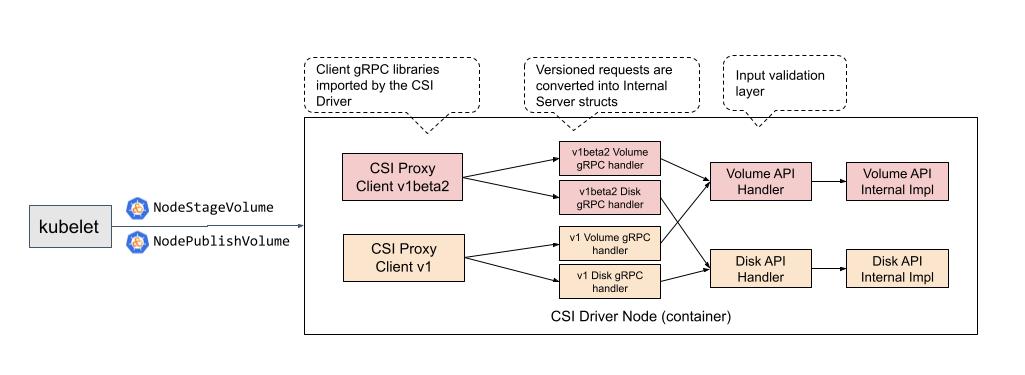 Client gRPC libraries
imported by the CSI
Driver
Versioned requests are
converted into Internal
Server structs
Input validation
layer
CSI Proxy
Client v1beta2
v1beta2 Volume
gRPC handler
v1beta2 Disk
gRPC handler
Volume API
Handler
Volume API
Internal Impl
kubelet
NodeStageVolume
NodePublishVolume
CSI Proxy
Client v1
v1 Volume gRPC
handler
v1 Disk gRPC
handler
Disk API
Handler
Disk API
Internal Impl
CSI Driver Node (container)